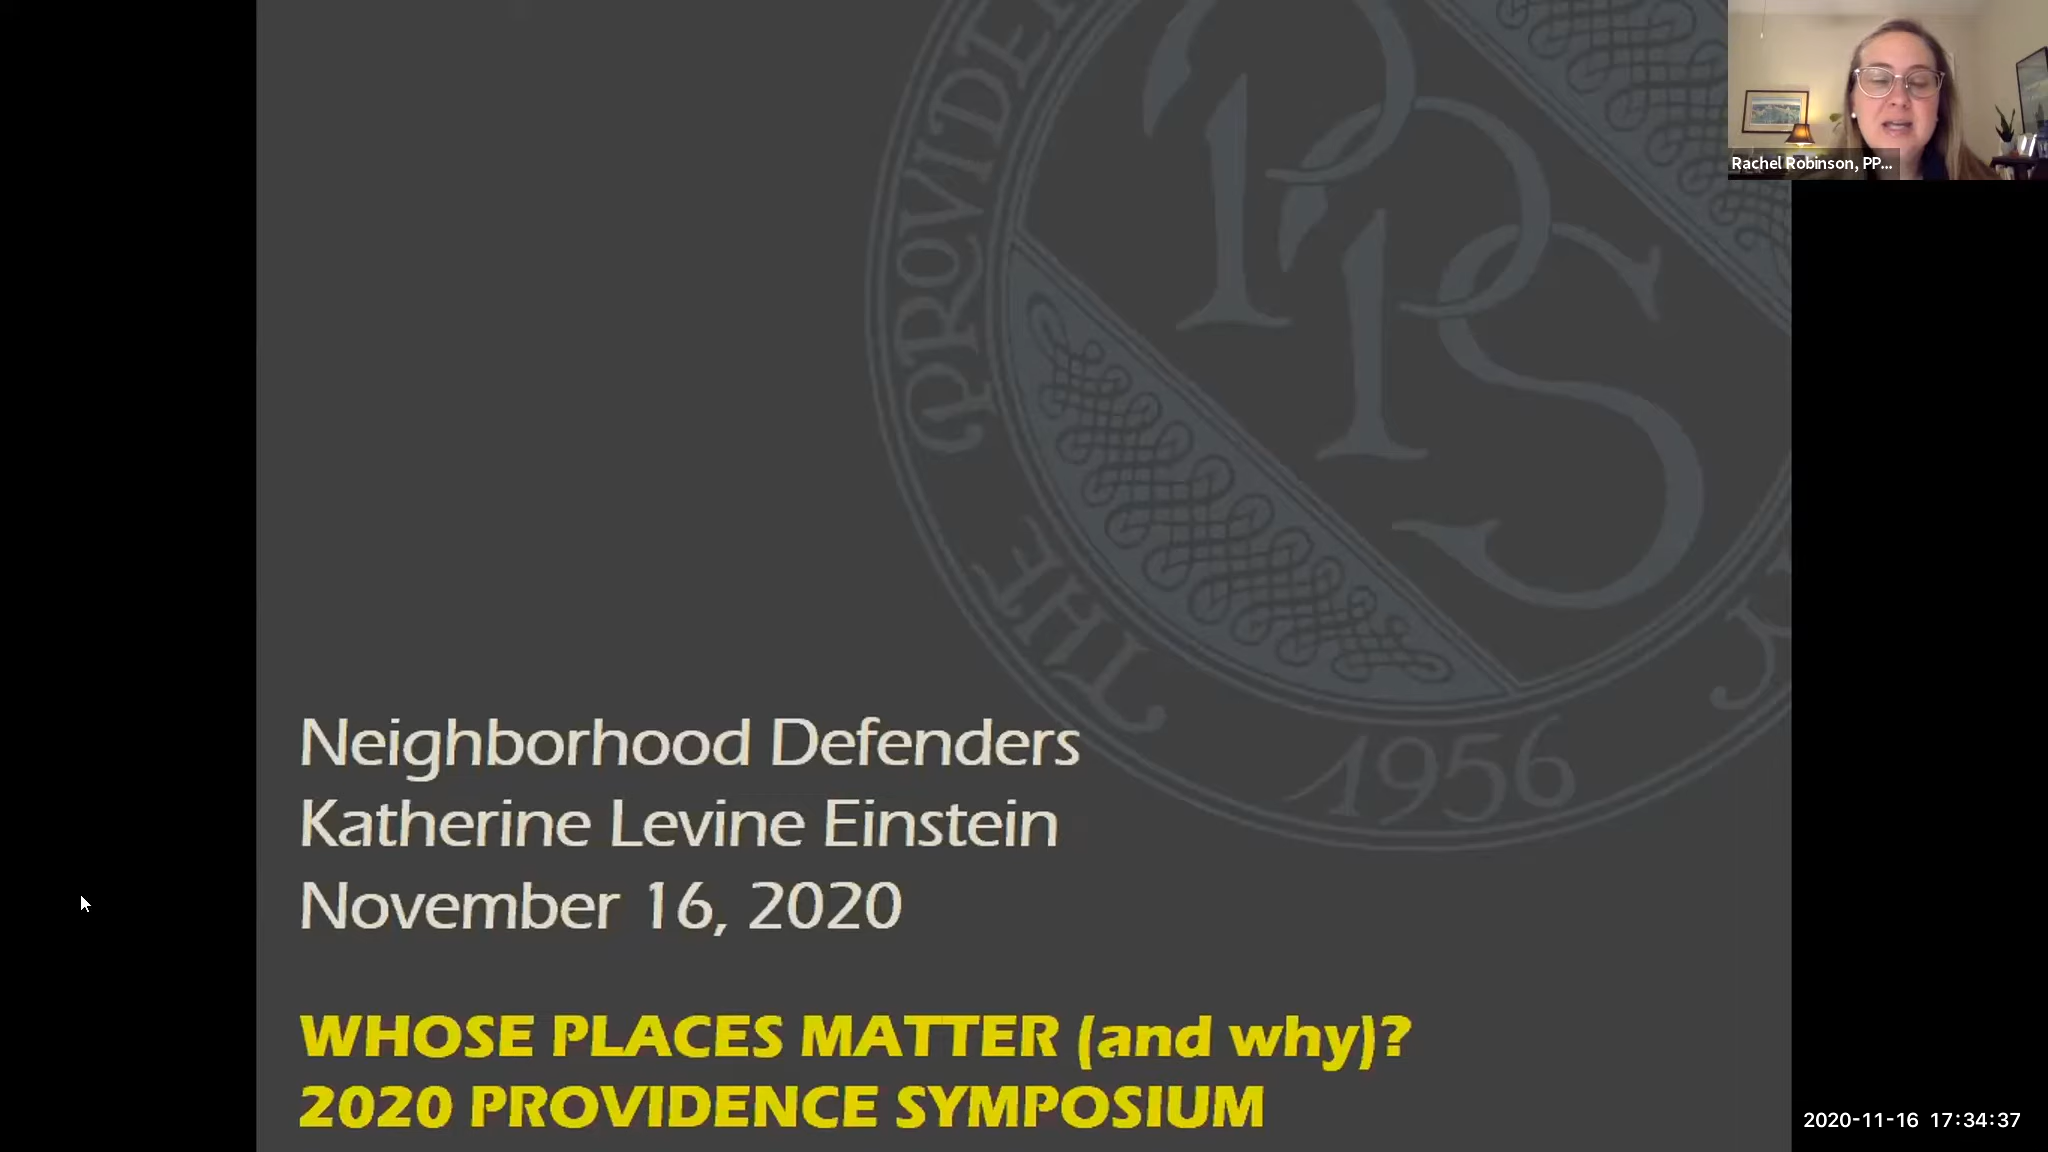 PROVIDEN
PPS
THE
1956
Y
Rachel Robinson, PP...
Neighborhood Defenders
Katherine Levine Einstein
November 16, 2020
WHOSE PLACES MATTER (and why)?
2020 PROVIDENCE SYMPOSIUM
2020-11-16 17:34:37